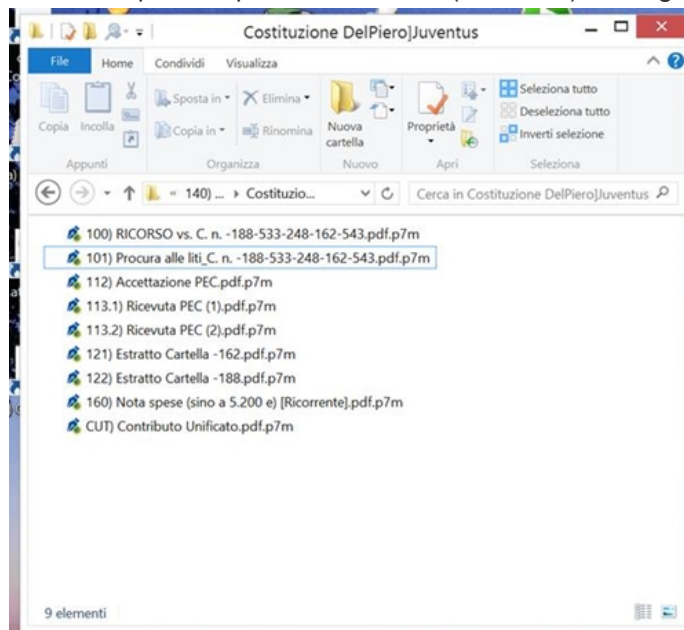 Costituzione DelPiero]Juventus
File Home Condividi Visualizza
Copia Incolla
Sposta in
Copia in
Elimina
Rinomina
Nuova cartella
Proprietà
Seleziona tutto
Deseleziona tutto
Inverti selezione
Appunti Organizza Nuovo Apri Seleziona
« 140) ... Costituzio... Cerca in Costituzione DelPiero]Juventus
100) RICORSO vs. C. n. -188-533-248-162-543.pdf.p7m
101) Procura alle liti_C. n. -188-533-248-162-543.pdf.p7m
112) Accettazione PEC.pdf.p7m
113.1) Ricevuta PEC (1).pdf.p7m
113.2) Ricevuta PEC (2).pdf.p7m
121) Estratto Cartella -162.pdf.p7m
122) Estratto Cartella -188.pdf.p7m
160) Nota spese (sino a 5.200 e) [Ricorrente].pdf.p7m
CUT) Contributo Unificato.pdf.p7m
9 elementi